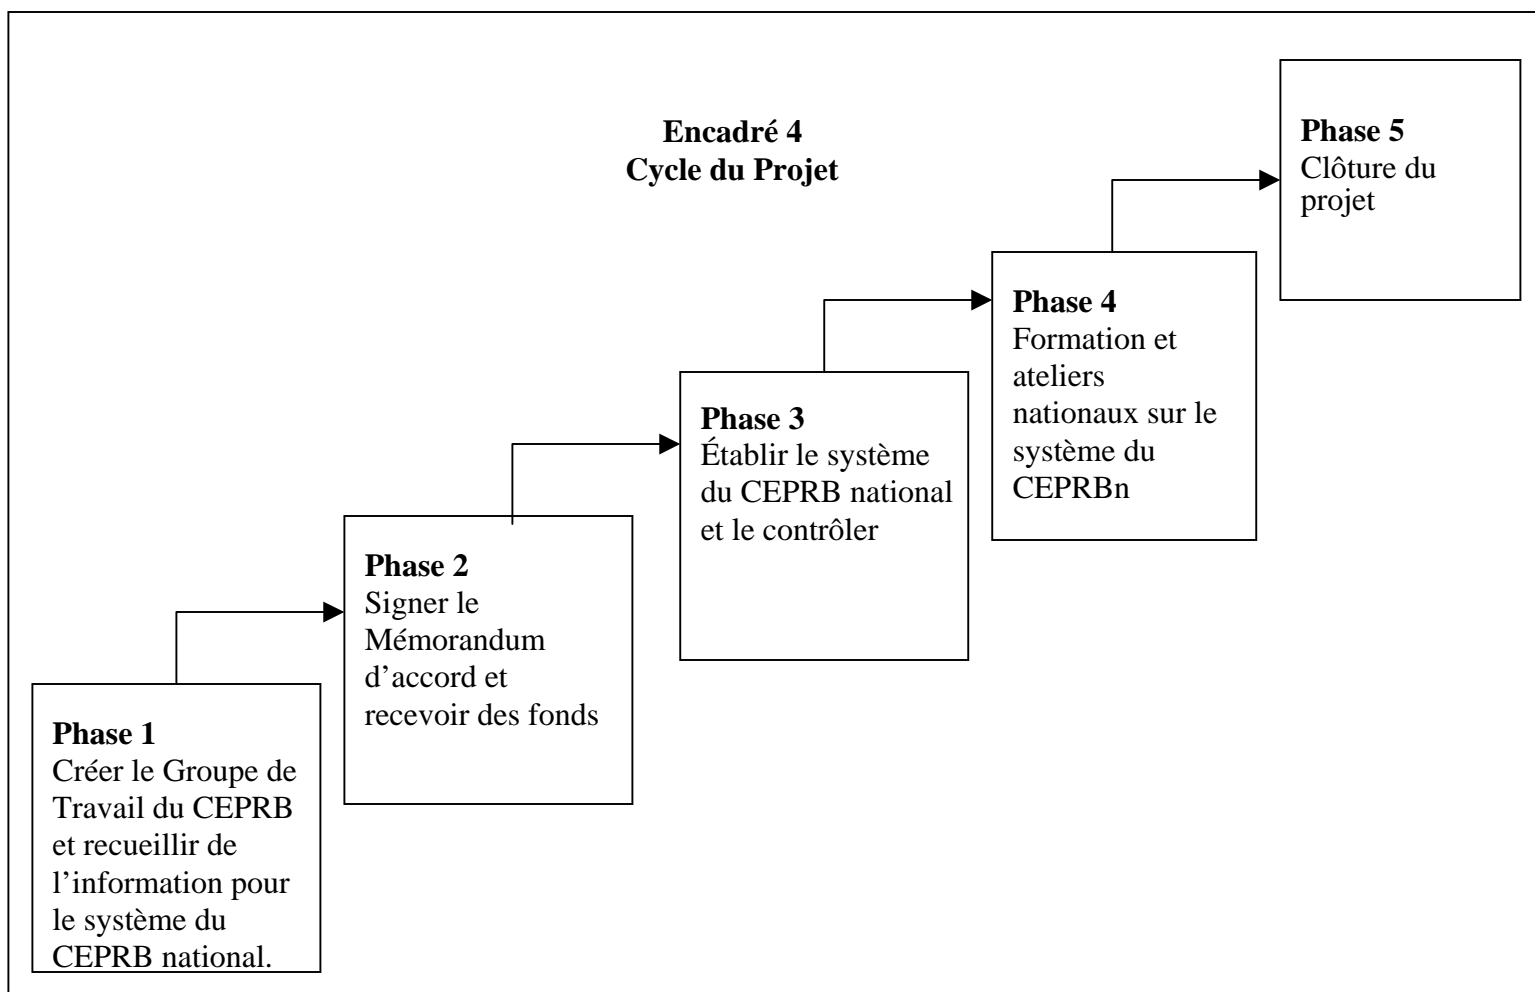 Encadré 4
Cycle du Projet
Phase 1
Créer le Groupe de
Travail du CEPRB
et recueillir de
l’information pour
le système du
CEPRB national.
Phase 2
Signer le
Mémorandum
d’accord et
recevoir des fonds
Phase 3
Établir le système
du CEPRB national
et le contrôler
Phase 4
Formation et
ateliers
nationaux sur le
système du
CEPRBn
Phase 5
Clôture du
projet